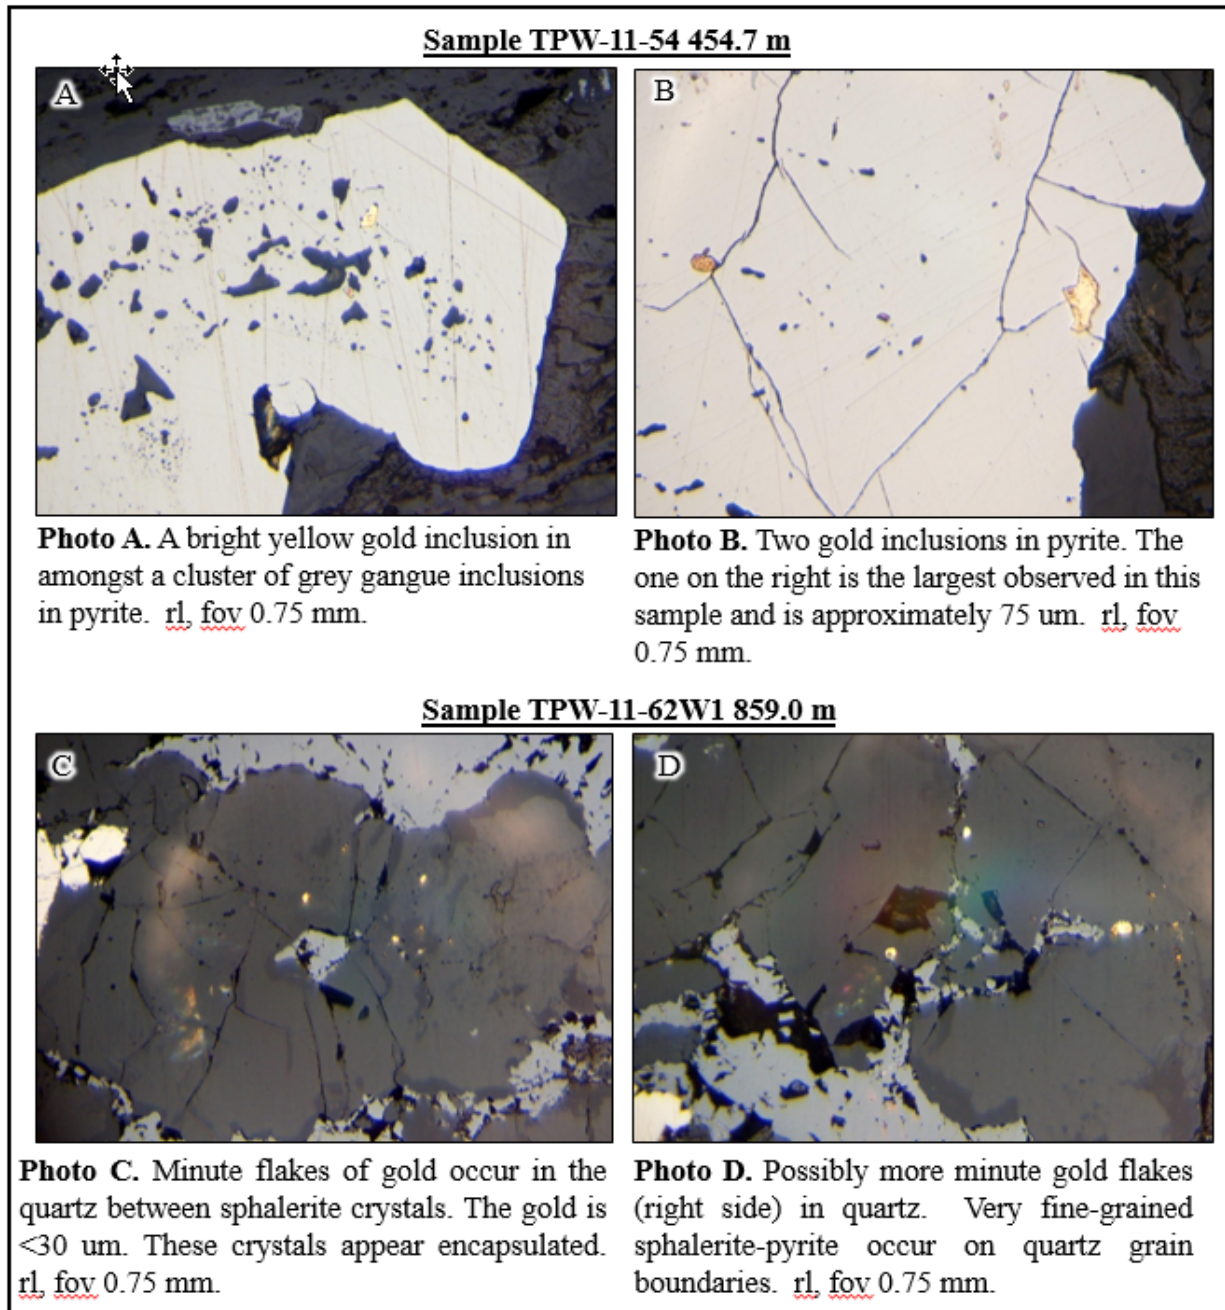 Sample TPW-11-54 454.7 m
A
B
Photo A. A bright yellow gold inclusion in
amongst a cluster of grey gangue inclusions
in pyrite. rl, fov 0.75 mm.
Photo B. Two gold inclusions in pyrite. The
one on the right is the largest observed in this
sample and is approximately 75 um. rl, fov
0.75 mm.
Sample TPW-11-62W1 859.0 m
C
D
Photo C. Minute flakes of gold occur in the
quartz between sphalerite crystals. The gold is
<30 um. These crystals appear encapsulated.
rl, fov 0.75 mm.
Photo D. Possibly more minute gold flakes
(right side) in quartz. Very fine-grained
sphalerite-pyrite occur on quartz grain
boundaries. rl, fov 0.75 mm.